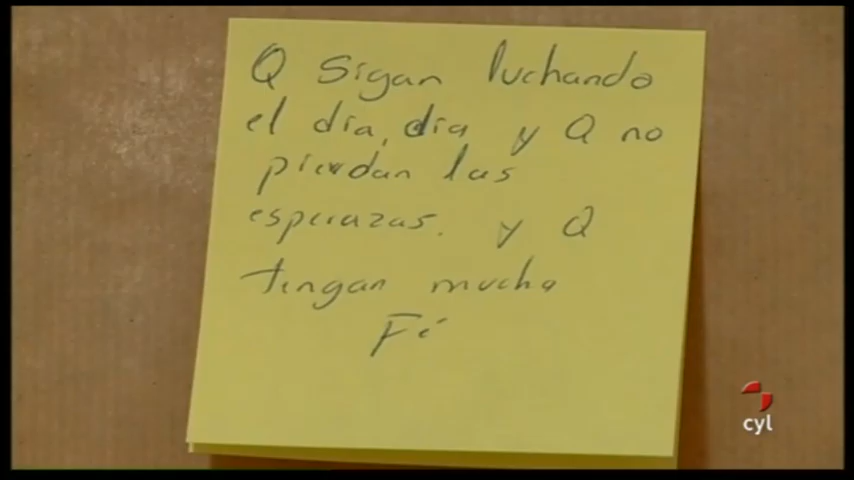 Q Sigan luchando
el día, día y Q no
pierdan las
esperazas. y Q
tengan mucha
Fé
cyl